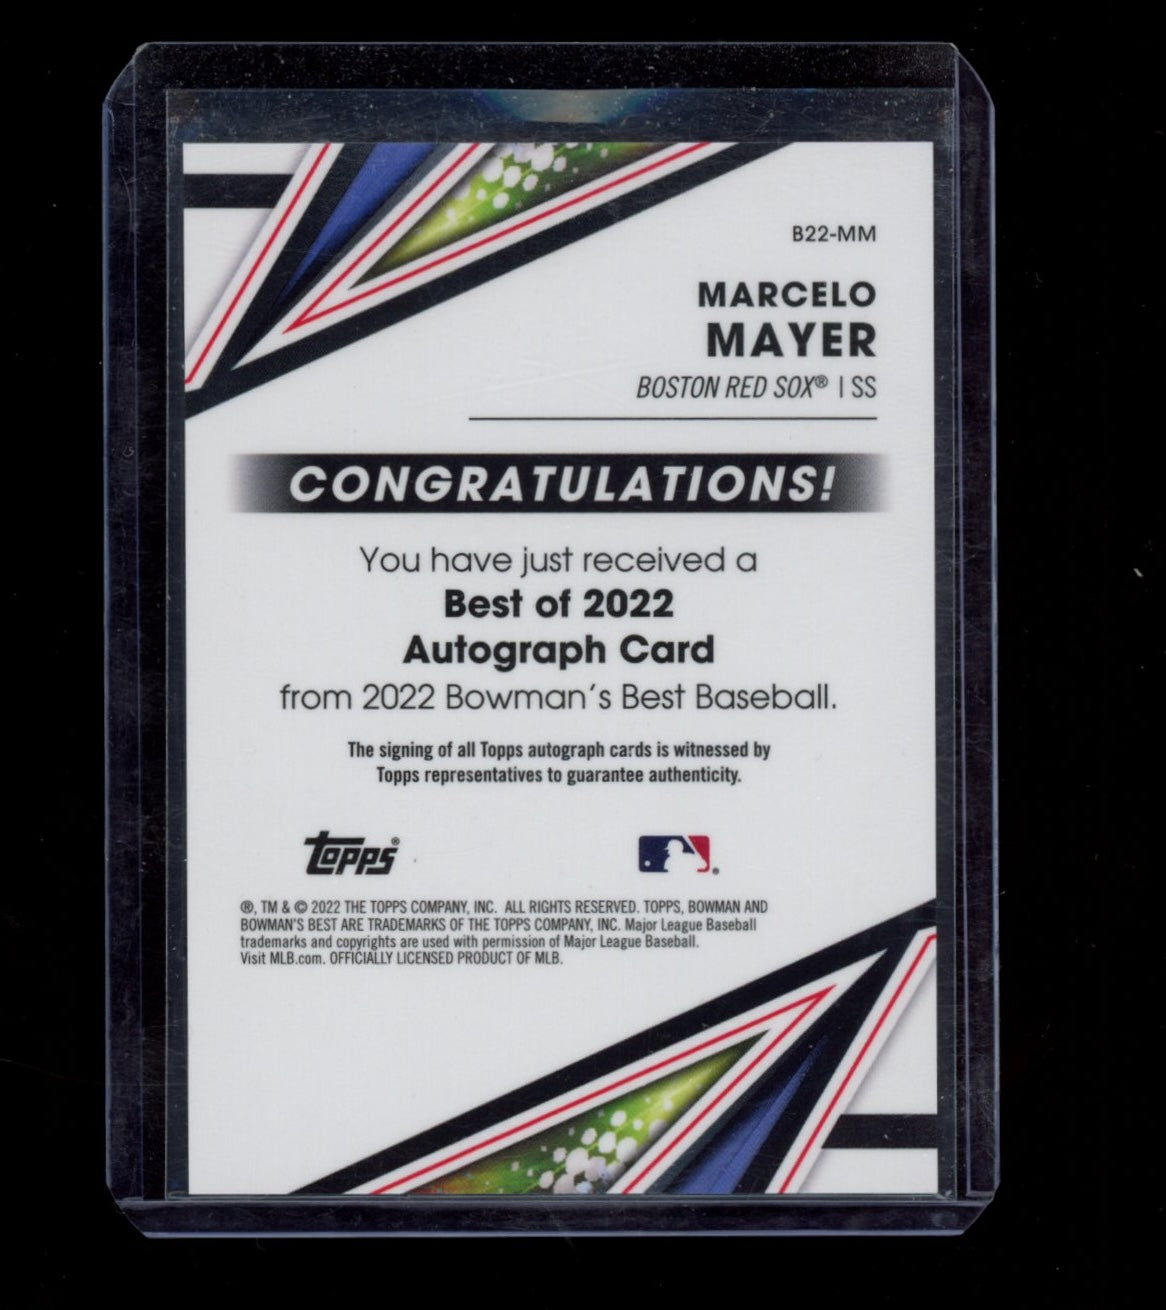 B22-MM
MARCELO
MAYER
BOSTON RED SOX® | SS
CONGRATULATIONS!
You have just received a
Best of 2022
Autograph Card
from 2022 Bowman's Best Baseball.
The signing of all Topps autograph cards is witnessed by
Topps representatives to guarantee authenticity.
topps®
®, TM & © 2022 THE TOPPS COMPANY, INC. ALL RIGHTS RESERVED. TOPPS, BOWMAN AND
BOWMAN'S BEST ARE TRADEMARKS OF THE TOPPS COMPANY, INC. Major League Baseball
trademarks and copyrights are used with permission of Major League Baseball.
Visit MLB.com. OFFICIALLY LICENSED PRODUCT OF MLB.